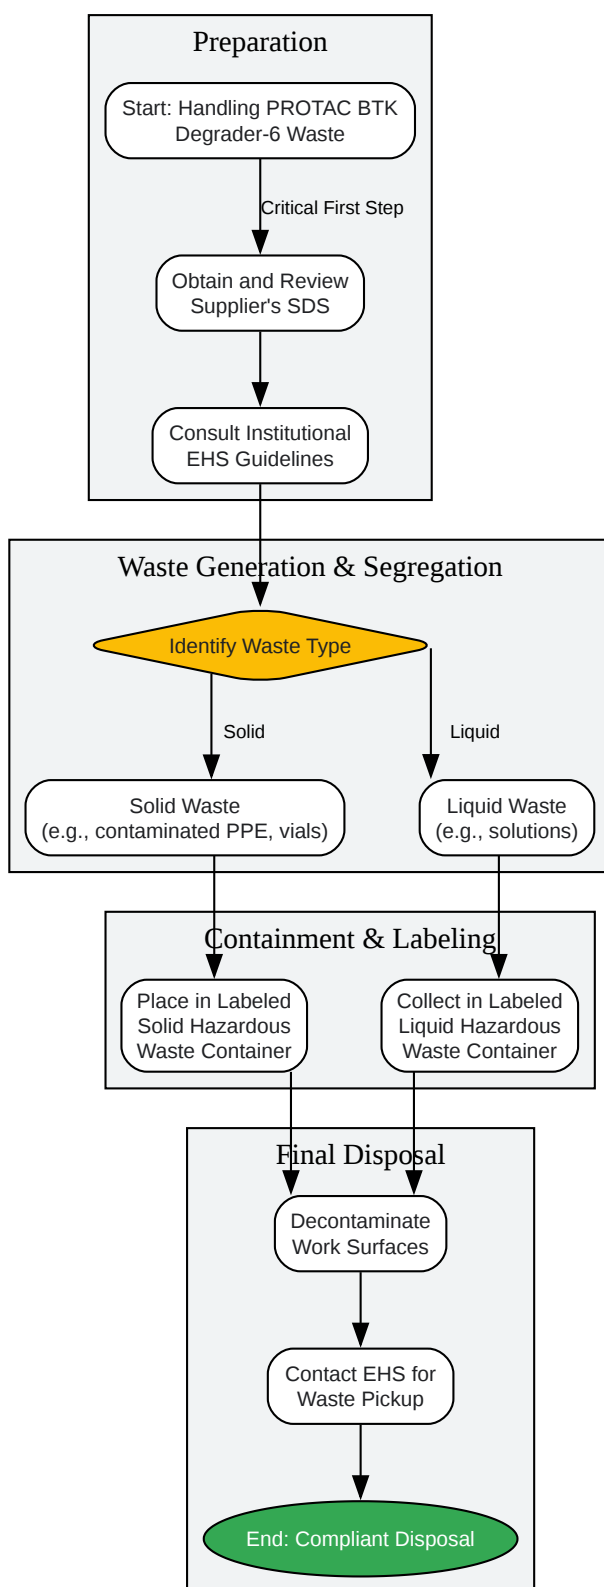 Preparation
Start: Handling PROTAC BTK
Degrader-6 Waste
Critical First Step
Obtain and Review
Supplier's SDS
Consult Institutional
EHS Guidelines
Waste Generation & Segregation
Identify Waste Type
Solid
Liquid
Solid Waste
(e.g., contaminated PPE, vials)
Liquid Waste
(e.g., solutions)
Containment & Labeling
Place in Labeled
Solid Hazardous
Waste Container
Collect in Labeled
Liquid Hazardous
Waste Container
Final Disposal
Decontaminate
Work Surfaces
Contact EHS for
Waste Pickup
End: Compliant Disposal